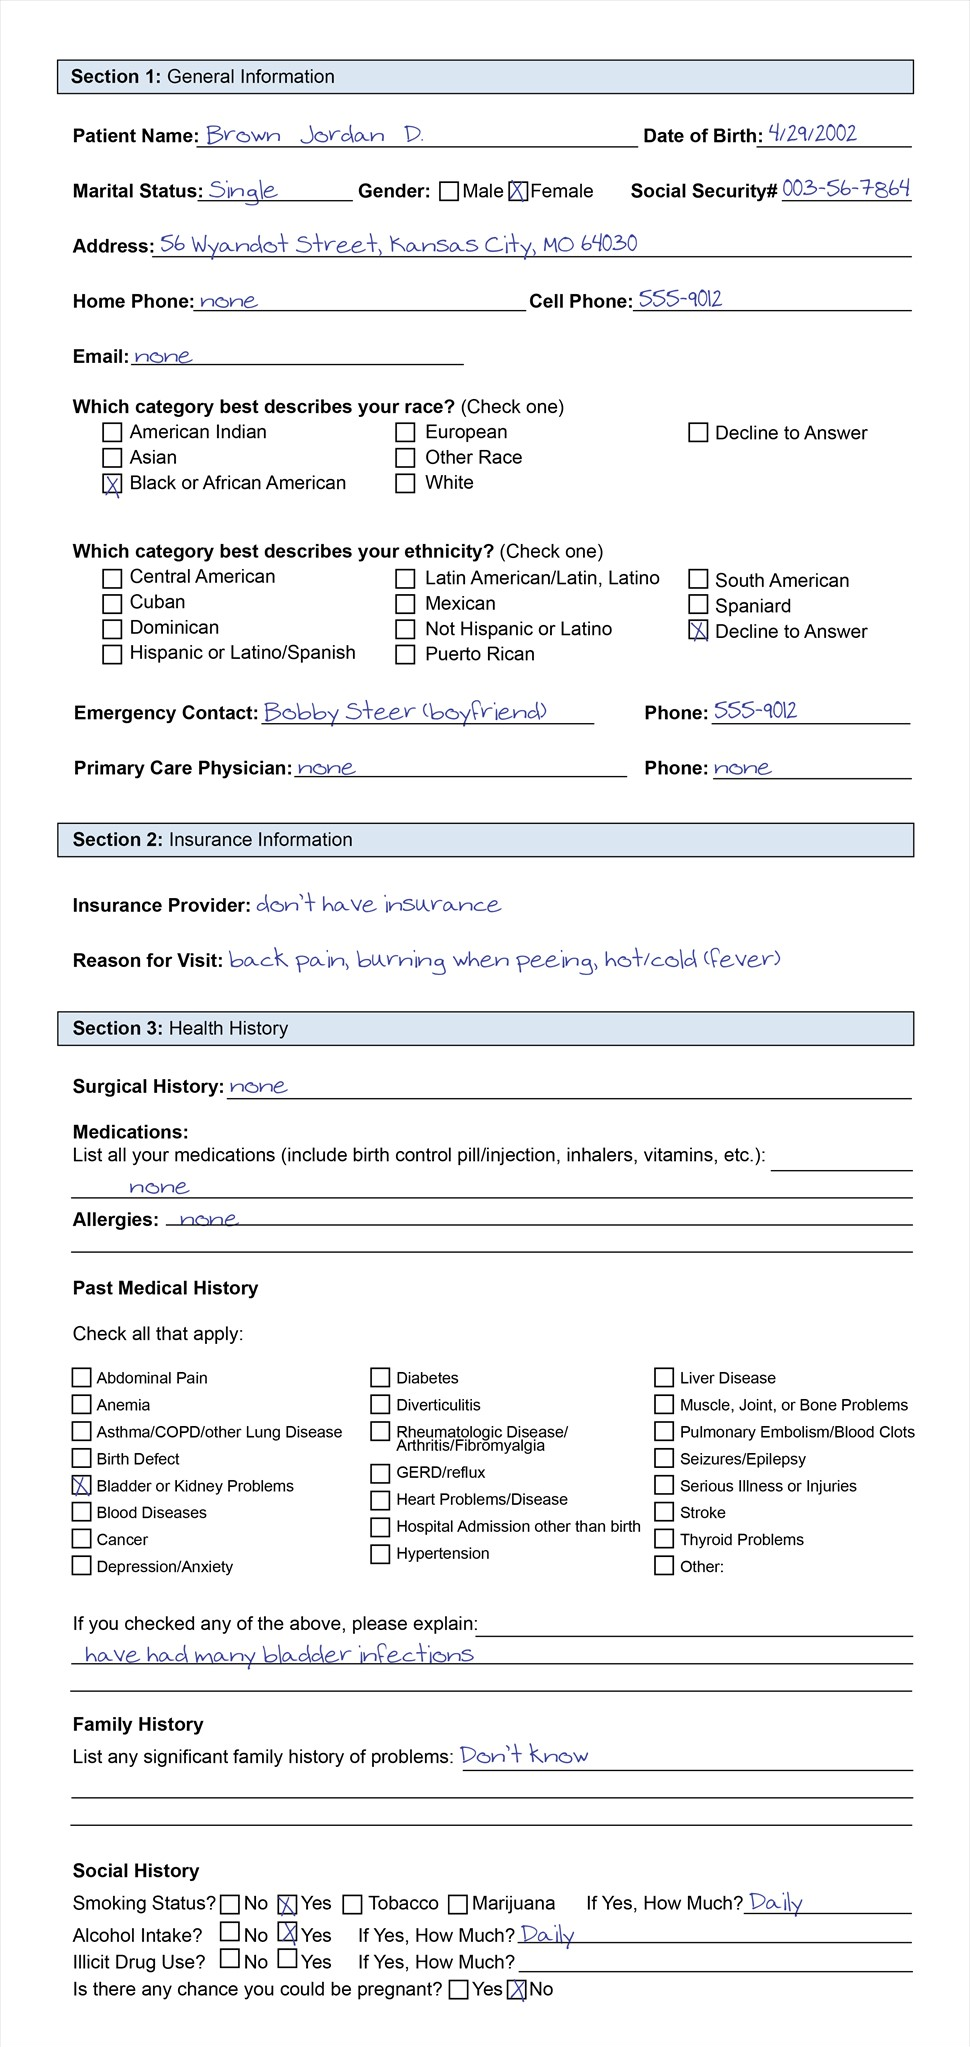 Section 1: General Information
Patient Name: Brown Jordan D. Date of Birth: 4/29/2002
Marital Status: Single Gender: Male X Female Social Security# 003-56-7864
Address: 56 Wyandot Street, Kansas City, MO 64030
Home Phone: none Cell Phone: 555-9012
Email: none
Which category best describes your race? (Check one)
American Indian European Decline to Answer
Asian Other Race
X Black or African American White
Which category best describes your ethnicity? (Check one)
Central American Latin American/Latin, Latino South American
Cuban Mexican Spaniard
Dominican Not Hispanic or Latino X Decline to Answer
Hispanic or Latino/Spanish Puerto Rican
Emergency Contact: Bobby Steer (boyfriend) Phone: 555-9012
Primary Care Physician: none Phone: none
Section 2: Insurance Information
Insurance Provider: don't have insurance
Reason for Visit: back pain, burning when peeing, hot/cold (fever)
Section 3: Health History
Surgical History: none
Medications:
List all your medications (include birth control pill/injection, inhalers, vitamins, etc.):
none
Allergies: none
Past Medical History
Check all that apply:
Abdominal Pain Diabetes Liver Disease
Anemia Diverticulitis Muscle, Joint, or Bone Problems
Asthma/COPD/other Lung Disease Rheumatologic Disease/ Pulmonary Embolism/Blood Clots
Arthritis/Fibromyalgia
Birth Defect GERD/reflux Seizures/Epilepsy
X Bladder or Kidney Problems Heart Problems/Disease Serious Illness or Injuries
Blood Diseases Hospital Admission other than birth Stroke
Cancer Hypertension Thyroid Problems
Depression/Anxiety Other:
If you checked any of the above, please explain:
have had many bladder infections
Family History
List any significant family history of problems: Don't know
Social History
Smoking Status? No X Yes Tobacco Marijuana If Yes, How Much? Daily
Alcohol Intake? No X Yes If Yes, How Much? Daily
Illicit Drug Use? No Yes If Yes, How Much?
Is there any chance you could be pregnant? Yes X No